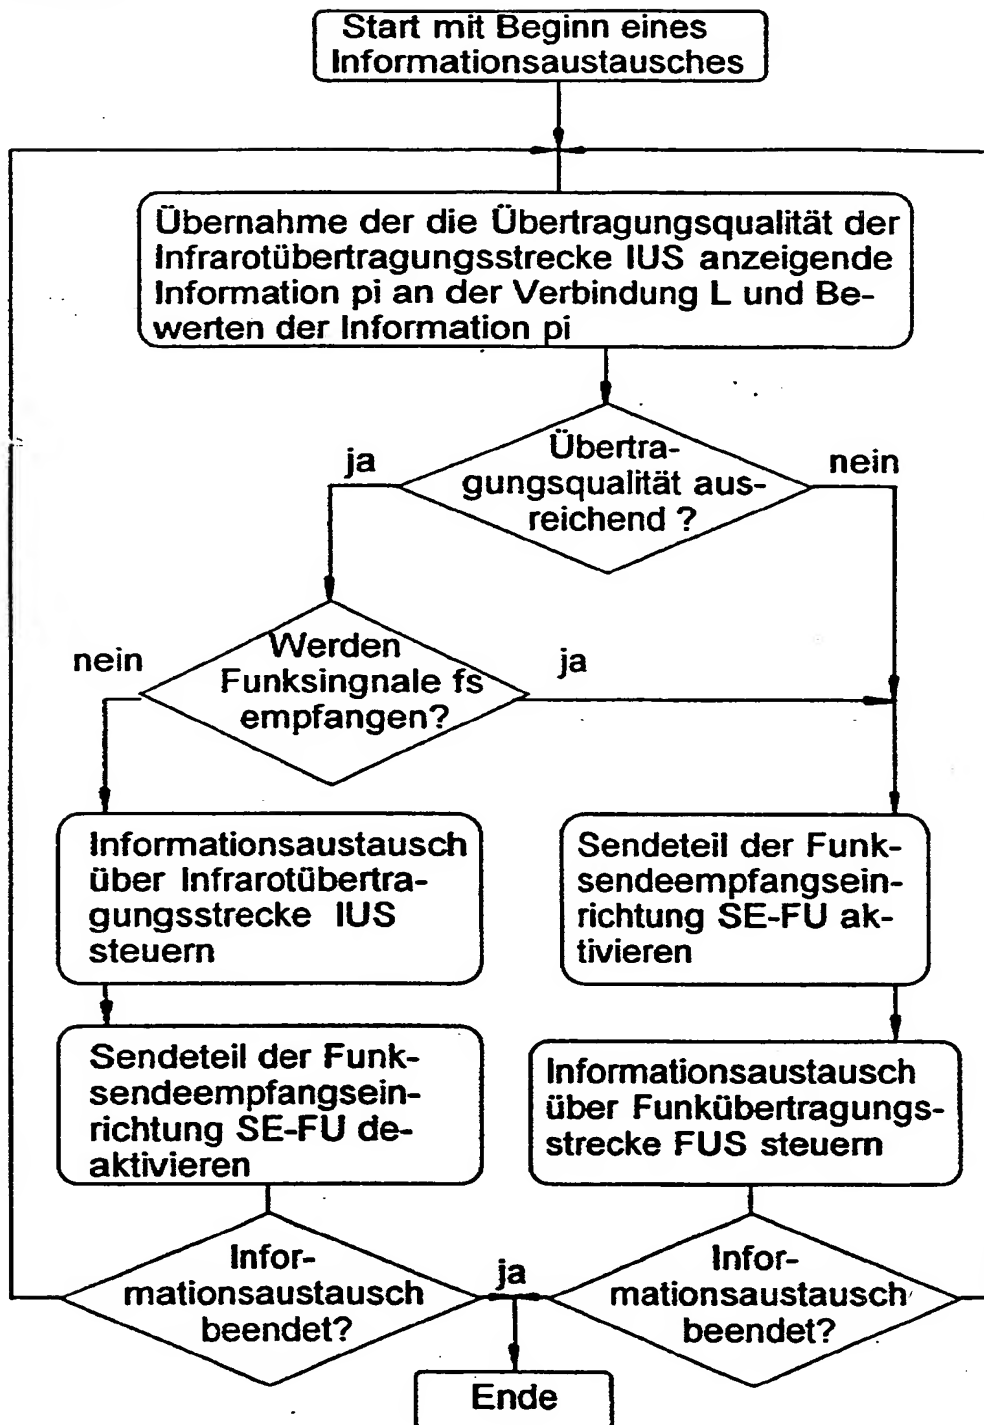 Start mit Beginn eines
Informationsaustausches
Übernahme der die Übertragungsqualität der
Infrarotübertragungsstrecke IUS anzeigende
Information pi an der Verbindung L und Be-
werten der Information pi
ja
Übertra-
gungsqualität aus-
reichend ?
nein
nein
Werden
Funksingnale fs
empfangen?
ja
Informationsaustausch
über Infrarotübertra-
gungsstrecke IUS
steuern
Sendeteil der Funk-
sendeempfangsein-
richtung SE-FU ak-
tivieren
Sendeteil der Funk-
sendeempfangsein-
richtung SE-FU de-
aktivieren
Informationsaustausch
über Funkübertragungs-
strecke FUS steuern
Infor-
mationsaustausch
beendet?
ja
Infor-
mationsaustausch
beendet?
Ende